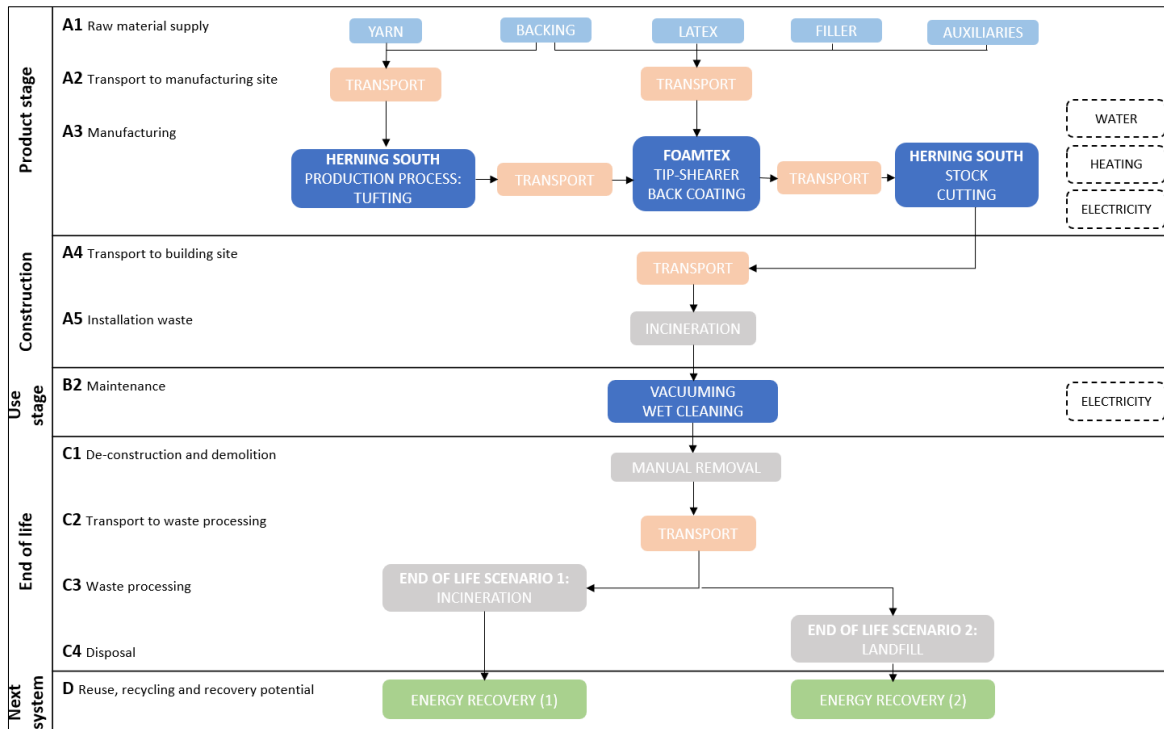 Product stage
A1 Raw material supply
YARN
BACKING
LATEX
FILLER
AUXILIARIES
A2 Transport to manufacturing site
TRANSPORT
TRANSPORT
A3 Manufacturing
HERNING SOUTH
PRODUCTION PROCESS:
TUFTING
TRANSPORT
FOAMTEX
TIP-SHEARER
BACK COATING
TRANSPORT
HERNING SOUTH
STOCK
CUTTING
WATER
HEATING
ELECTRICITY
Construction
A4 Transport to building site
TRANSPORT
A5 Installation waste
INCINERATION
Use
stage
B2 Maintenance
VACUUMING
WET CLEANING
ELECTRICITY
End of life
C1 De-construction and demolition
MANUAL REMOVAL
C2 Transport to waste processing
TRANSPORT
C3 Waste processing
END OF LIFE SCENARIO 1:
INCINERATION
C4 Disposal
END OF LIFE SCENARIO 2:
LANDFILL
Next
system
D Reuse, recycling and recovery potential
ENERGY RECOVERY (1)
ENERGY RECOVERY (2)